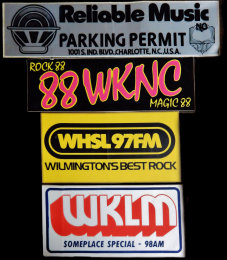 Reliable Music
NO
PARKING PERMIT
1001 S. IND. BLVD., CHARLOTTE, N.C., U.S.A.
ROCK 88
88 WKNC
MAGIC 88
WHSL 97FM
WILMINGTON'S BEST ROCK
WKLM
SOMEPLACE SPECIAL - 98AM